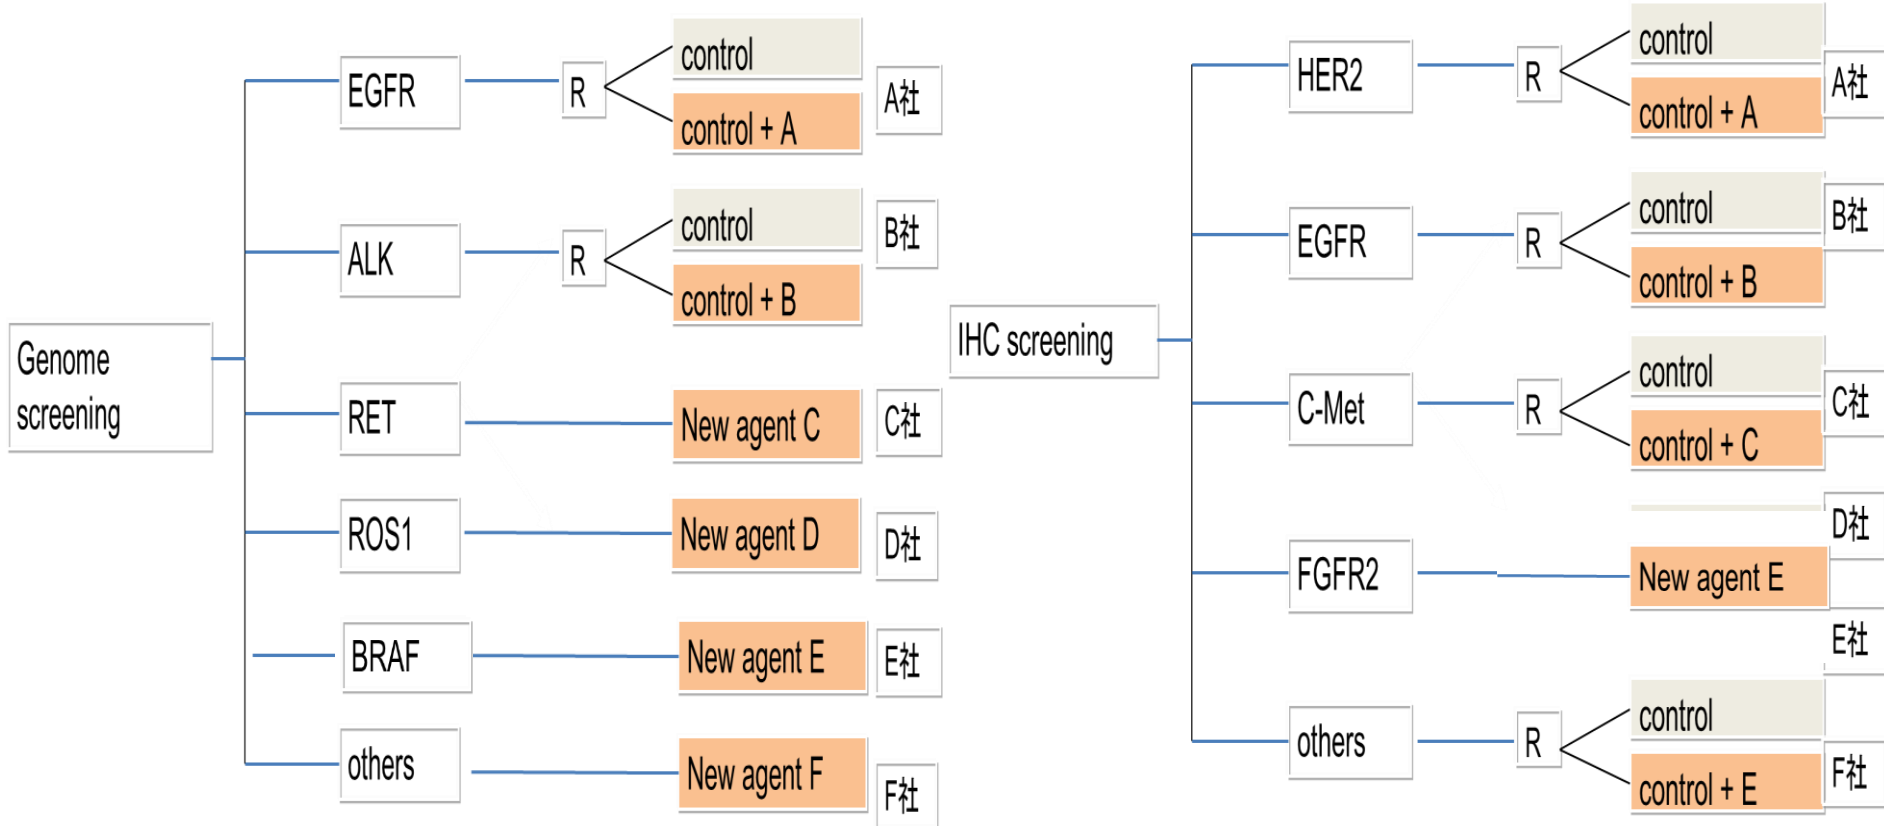 Genome
screening
EGFR
R
control
control + A
A社
ALK
R
control
control + B
B社
RET
New agent C
C社
ROS1
New agent D
D社
BRAF
New agent E
E社
others
New agent F
F社
IHC screening
HER2
R
control
control + A
A社
EGFR
R
control
control + B
B社
C-Met
R
control
control + C
C社
D社
FGFR2
New agent E
E社
others
R
control
control + E
F社